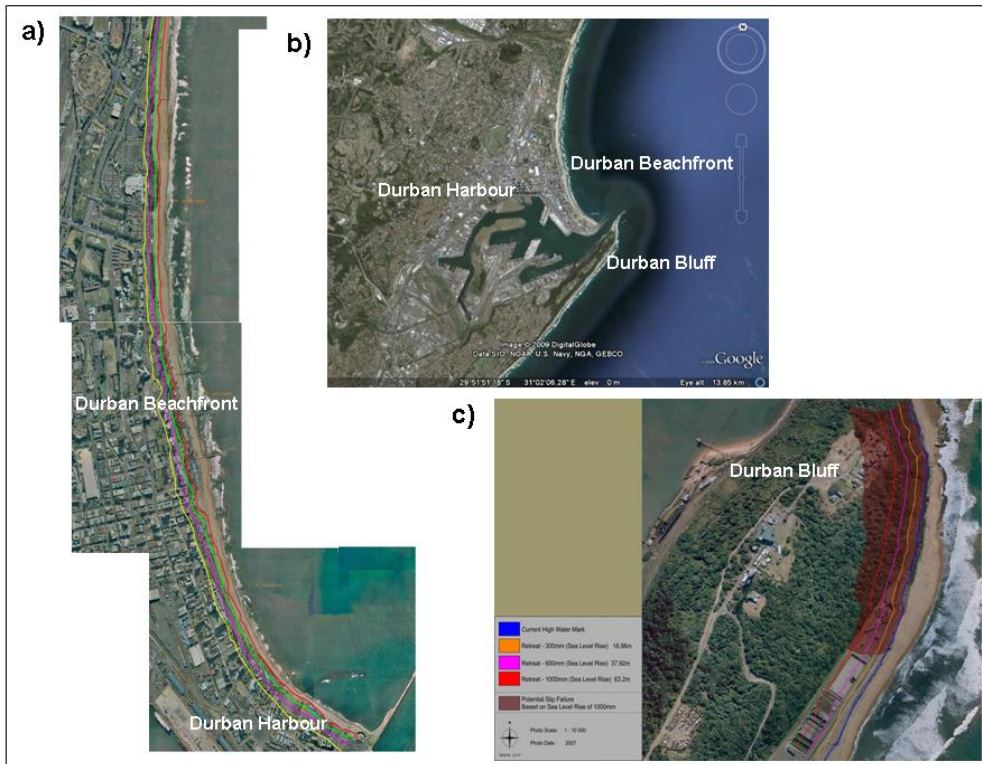 a)
Durban Beachfront
Durban Harbour
b)
Durban Beachfront
Durban Harbour
Durban Bluff
N
Image © 2009 DigitalGlobe
Data SIO, NOAA, U.S. Navy, NGA, GEBCO
Google
29°51'51.18" S 31°02'06.28" E elev 0 m Eye alt 13.85 km
c)
Durban Bluff
Current High Water Mark
Retreat - 300mm (Sea Level Rise) 18.96m
Retreat - 600mm (Sea Level Rise) 37.92m
Retreat - 1000mm (Sea Level Rise) 63.2m
Potential Slip Failure
Based on Sea Level Rise of 1000mm
Photo Scale: 1 : 10 000
Photo Date : 2007